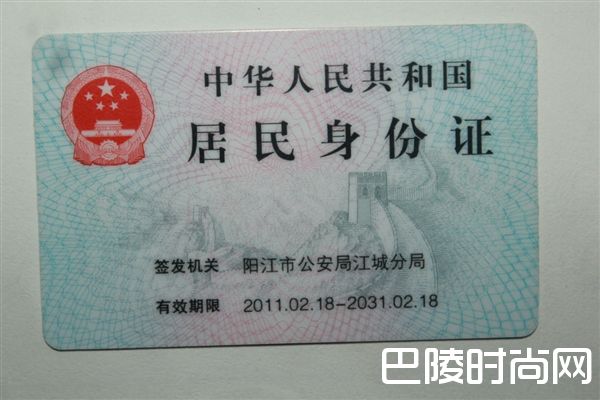 中华人民共和国
居民身份证
签发机关 阳江市公安局江城分局
有效期限 2011.02.18-2031.02.18
巴陵时尚网